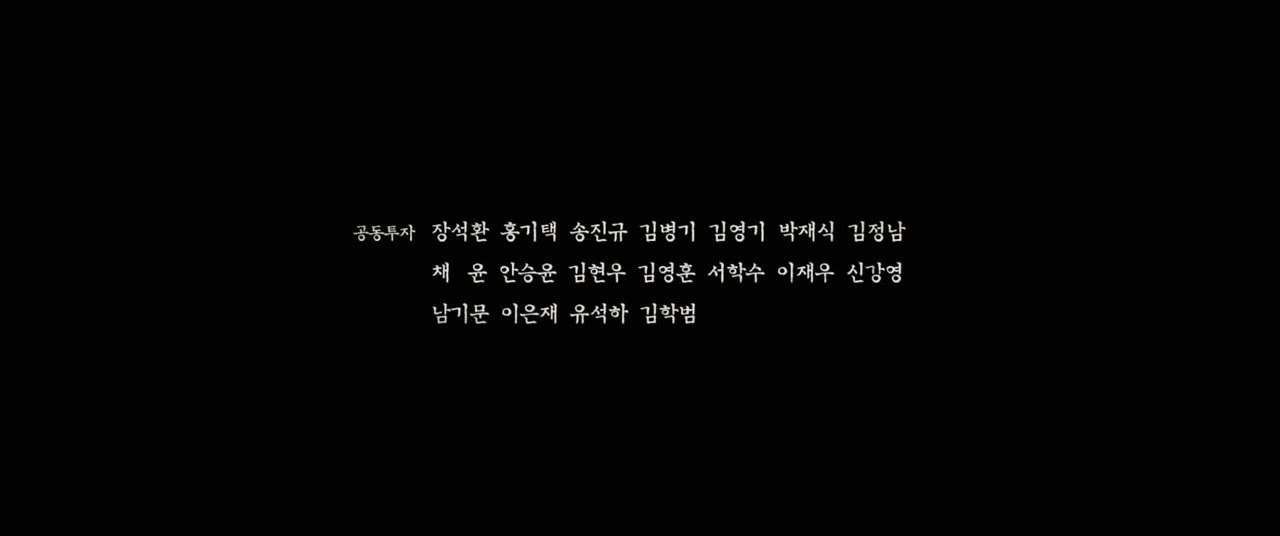 공동투자 장석환 홍기택 송진규 김병기 김영기 박재식 김정남
채 윤 안승윤 김현우 김영훈 서학수 이재우 신강영
남기문 이은재 유석하 김학범